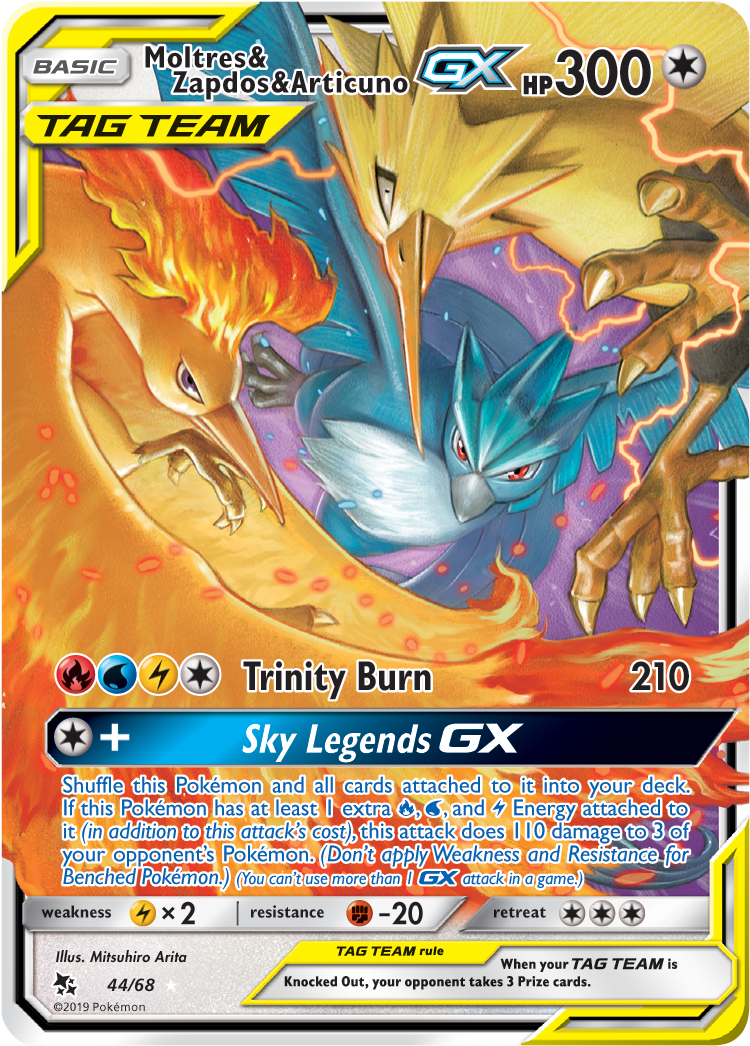 BASIC
Moltres&
Zapdos&Articuno GX HP300
TAG TEAM
Trinity Burn 210
+ Sky Legends GX
Shuffle this Pokémon and all cards attached to it into your deck.
If this Pokémon has at least 1 extra , , and Energy attached to
it (in addition to this attack's cost), this attack does 110 damage to 3 of
your opponent's Pokémon. (Don't apply Weakness and Resistance for
Benched Pokémon.) (You can't use more than 1 GX attack in a game.)
weakness ×2 resistance -20 retreat
Illus. Mitsuhiro Arita
44/68
©2019 Pokémon
TAG TEAM rule
When your TAG TEAM is
Knocked Out, your opponent takes 3 Prize cards.